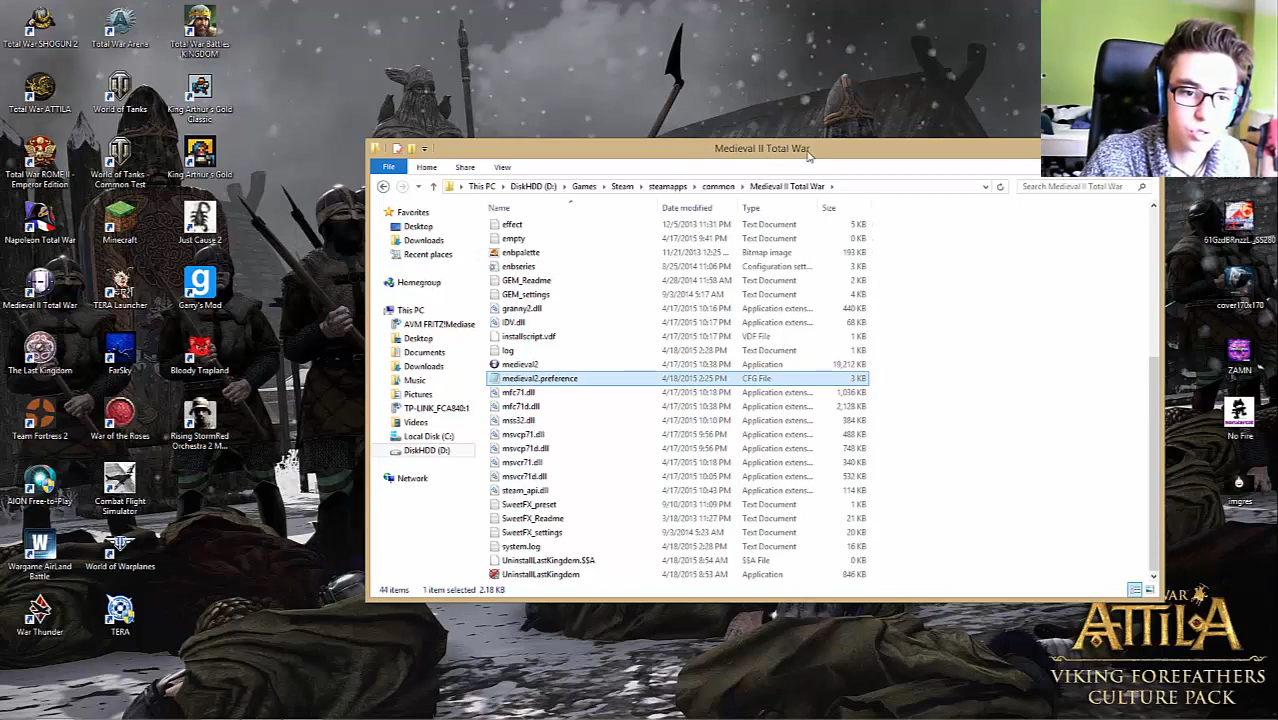 Total War SHOGUN 2
Total War Arena
Total War Battles
KINGDOM
Total War ATTILA
World of Tanks
King Arthur's Gold
Classic
Total War ROME II -
Emperor Edition
World of Tanks -
Common Test
King Arthur's Gold
Napoleon Total War
Minecraft
Just Cause 2
Medieval II Total War
TERA Launcher
Garry's Mod
The Last Kingdom
FarSky
Bloody Trapland
Team Fortress 2
War of the Roses
Rising StormRed
Orchestra 2 M...
AION Free-to-Play
Combat Flight
Simulator
Wargame AirLand
Battle
World of Warplanes
War Thunder
TERA
Medieval II Total War
File
Home
Share
View
This PC
DiskHDD (D:)
Games
Steam
steamapps
common
Medieval II Total War
Search Medieval II Total War
Favorites
Desktop
Downloads
Recent places
Homegroup
This PC
AVM FRITZ!Mediase
Desktop
Documents
Downloads
Music
Pictures
TP-LINK_FCA840:1
Videos
Local Disk (C:)
DiskHDD (D:)
Network
Name Date modified Type Size
effect 12/5/2013 11:31 PM Text Document 5 KB
empty 4/17/2015 9:41 PM Text Document 0 KB
enbpalette 11/21/2013 12:25 ... Bitmap image 193 KB
enbseries 8/25/2014 11:06 PM Configuration sett... 3 KB
GEM_Readme 4/28/2014 11:58 AM Text Document 2 KB
GEM_settings 9/3/2014 5:17 AM Text Document 4 KB
granny2.dll 4/17/2015 10:16 PM Application extens... 440 KB
IDV.dll 4/17/2015 10:17 PM Application extens... 68 KB
installscript.vdf 4/17/2015 10:17 PM VDF File 1 KB
log 4/18/2015 2:28 PM Text Document 1 KB
medieval2 4/17/2015 10:22 PM Application 19,212 KB
medieval2.preference 4/18/2015 2:25 PM CFG File 3 KB
mfc71.dll 4/17/2015 10:18 PM Application extens... 1,036 KB
mfc71d.dll 4/17/2015 10:38 PM Application extens... 2,128 KB
mss32.dll 4/17/2015 10:10 PM Application extens... 384 KB
msvcp71.dll 4/17/2015 9:56 PM Application extens... 488 KB
msvcp71d.dll 4/17/2015 9:56 PM Application extens... 748 KB
msvcr71.dll 4/17/2015 10:18 PM Application extens... 340 KB
msvcr71d.dll 4/17/2015 10:05 PM Application extens... 532 KB
steam_api.dll 4/17/2015 10:43 PM Application extens... 114 KB
SweetFX_preset 9/10/2013 11:09 PM Text Document 1 KB
SweetFX_Readme 3/18/2013 11:27 PM Text Document 21 KB
SweetFX_settings 9/3/2014 5:23 AM Text Document 20 KB
system.log 4/18/2015 2:28 PM Text Document 16 KB
UninstallLastKingdom.$SA 4/18/2015 8:54 AM $SA File 0 KB
UninstallLastKingdom 4/18/2015 8:53 AM Application 846 KB
44 items 1 item selected 2.18 KB
61GzdBRnzzL._SS280
cover170x170
ZAMN
No Fire
imgres
WAR
ATTILA
VIKING FOREFATHERS
CULTURE PACK